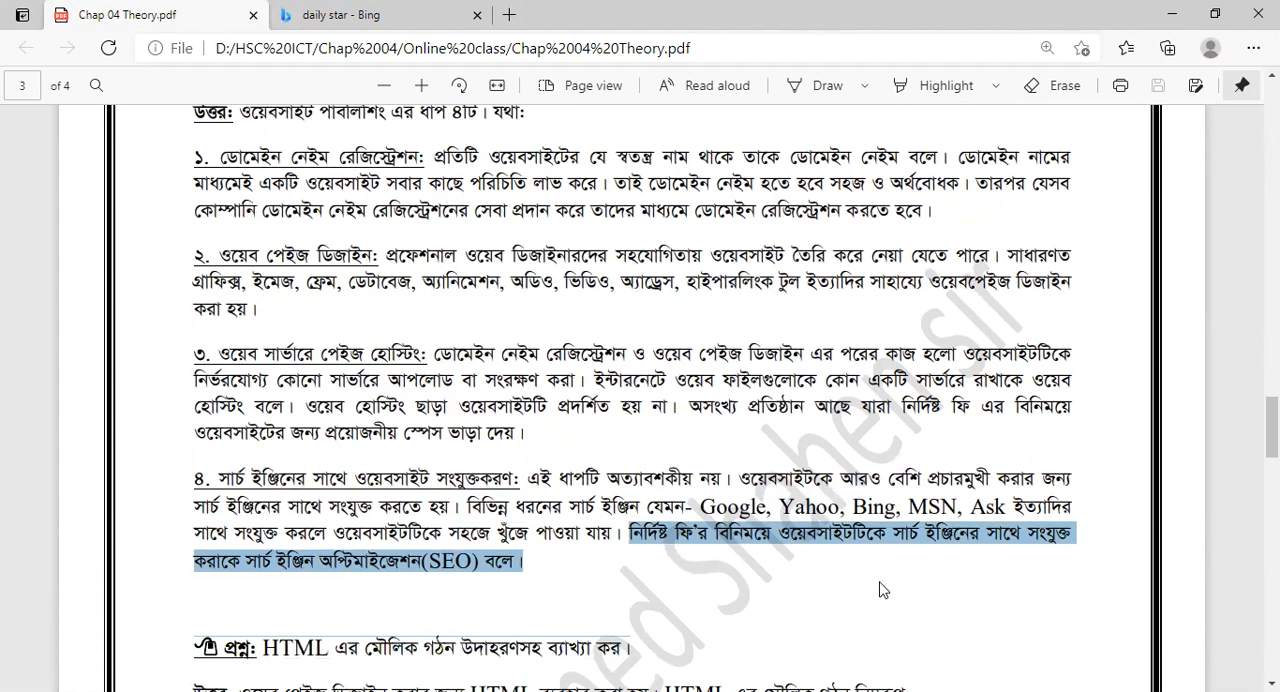 Chap 04 Theory.pdf
daily star - Bing
File D:/HSC%20ICT/Chap%2004/Online%20class/Chap%2004%20Theory.pdf
3 of 4 Page view Read aloud Draw Highlight Erase
উত্তর: ওয়েবসাইট পাবলিশিং এর ধাপ ৪টি। যথা:
১. ডোমেইন নেইম রেজিস্ট্রেশন: প্রতিটি ওয়েবসাইটের যে স্বতন্ত্র নাম থাকে তাকে ডোমেইন নেইম বলে। ডোমেইন নামের
মাধ্যমেই একটি ওয়েবসাইট সবার কাছে পরিচিতি লাভ করে। তাই ডোমেইন নেইম হতে হবে সহজ ও অর্থবোধক। তারপর যেসব
কোম্পানি ডোমেইন নেইম রেজিস্ট্রেশনের সেবা প্রদান করে তাদের মাধ্যমে ডোমেইন রেজিস্ট্রেশন করতে হবে।
২. ওয়েব পেইজ ডিজাইন: প্রফেশনাল ওয়েব ডিজাইনারদের সহযোগিতায় ওয়েবসাইট তৈরি করে নেয়া যেতে পারে। সাধারণত
গ্রাফিক্স, ইমেজ, ফ্রেম, ডেটাবেজ, অ্যানিমেশন, অডিও, ভিডিও, অ্যাড্রেস, হাইপারলিংক টুল ইত্যাদির সাহায্যে ওয়েবপেইজ ডিজাইন
করা হয়।
৩. ওয়েব সার্ভারে পেইজ হোস্টিং: ডোমেইন নেইম রেজিস্ট্রেশন ও ওয়েব পেইজ ডিজাইন এর পরের কাজ হলো ওয়েবসাইটটিকে
নির্ভরযোগ্য কোনো সার্ভারে আপলোড বা সংরক্ষণ করা। ইন্টারনেটে ওয়েব ফাইলগুলোকে কোন একটি সার্ভারে রাখাকে ওয়েব
হোস্টিং বলে। ওয়েব হোস্টিং ছাড়া ওয়েবসাইটটি প্রদর্শিত হয় না। অসংখ্য প্রতিষ্ঠান আছে যারা নির্দিষ্ট ফি এর বিনিময়ে
ওয়েবসাইটের জন্য প্রয়োজনীয় স্পেস ভাড়া দেয়।
৪. সার্চ ইঞ্জিনের সাথে ওয়েবসাইট সংযুক্তকরণ: এই ধাপটি অত্যাবশকীয় নয়। ওয়েবসাইটকে আরও বেশি প্রচারমুখী করার জন্য
সার্চ ইঞ্জিনের সাথে সংযুক্ত করতে হয়। বিভিন্ন ধরনের সার্চ ইঞ্জিন যেমন- Google, Yahoo, Bing, MSN, Ask ইত্যাদির
সাথে সংযুক্ত করলে ওয়েবসাইটটিকে সহজে খুঁজে পাওয়া যায়। নির্দিষ্ট ফি'র বিনিময়ে ওয়েবসাইটটিকে সার্চ ইঞ্জিনের সাথে সংযুক্ত
করাকে সার্চ ইঞ্জিন অপ্টিমাইজেশন(SEO) বলে।
প্রশ্ন: HTML এর মৌলিক গঠন উদাহরণসহ ব্যাখ্যা কর।
ed Shahen sir